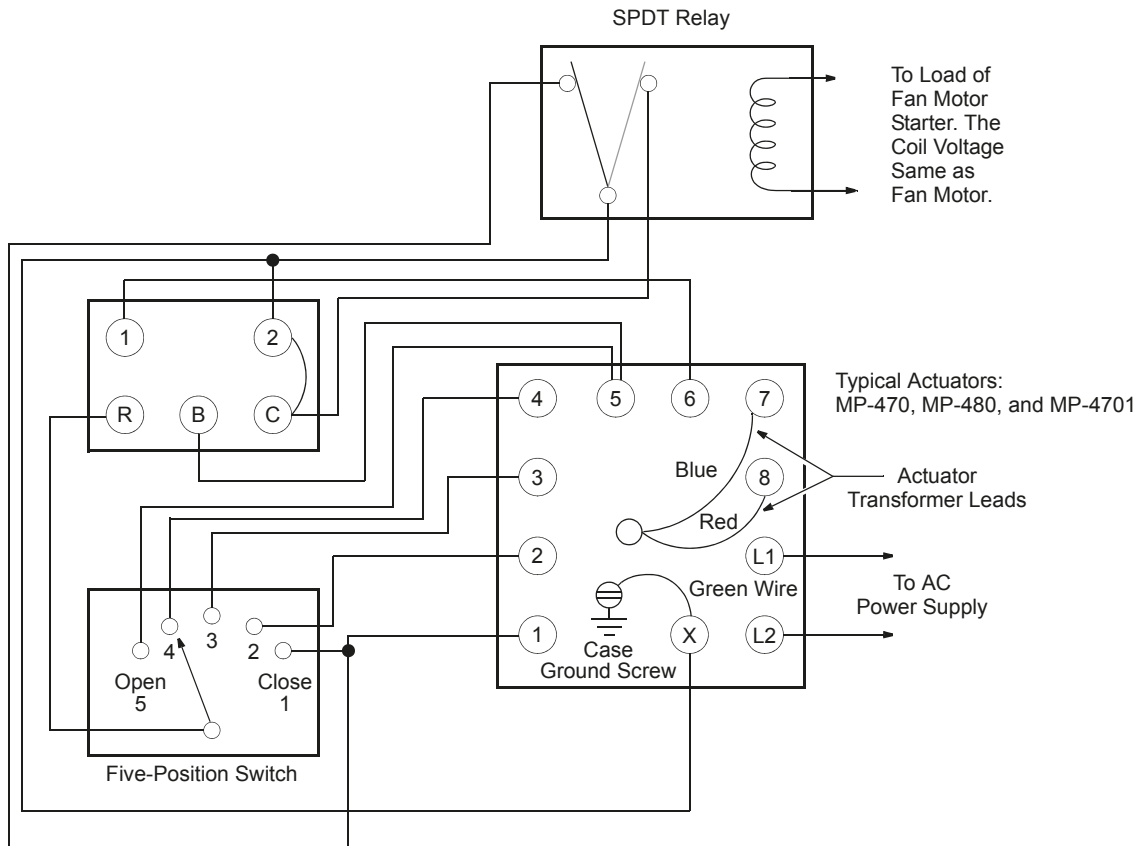 SPDT Relay
To Load of
Fan Motor
Starter. The
Coil Voltage
Same as
Fan Motor.
1
2
R
B
C
4
5
6
7
3
8
2
L1
1
X
L2
Blue
Red
Green Wire
Case
Ground Screw
Typical Actuators:
MP-470, MP-480, and MP-4701
Actuator
Transformer Leads
To AC
Power Supply
4
3
2
Open
5
Close
1
Five-Position Switch